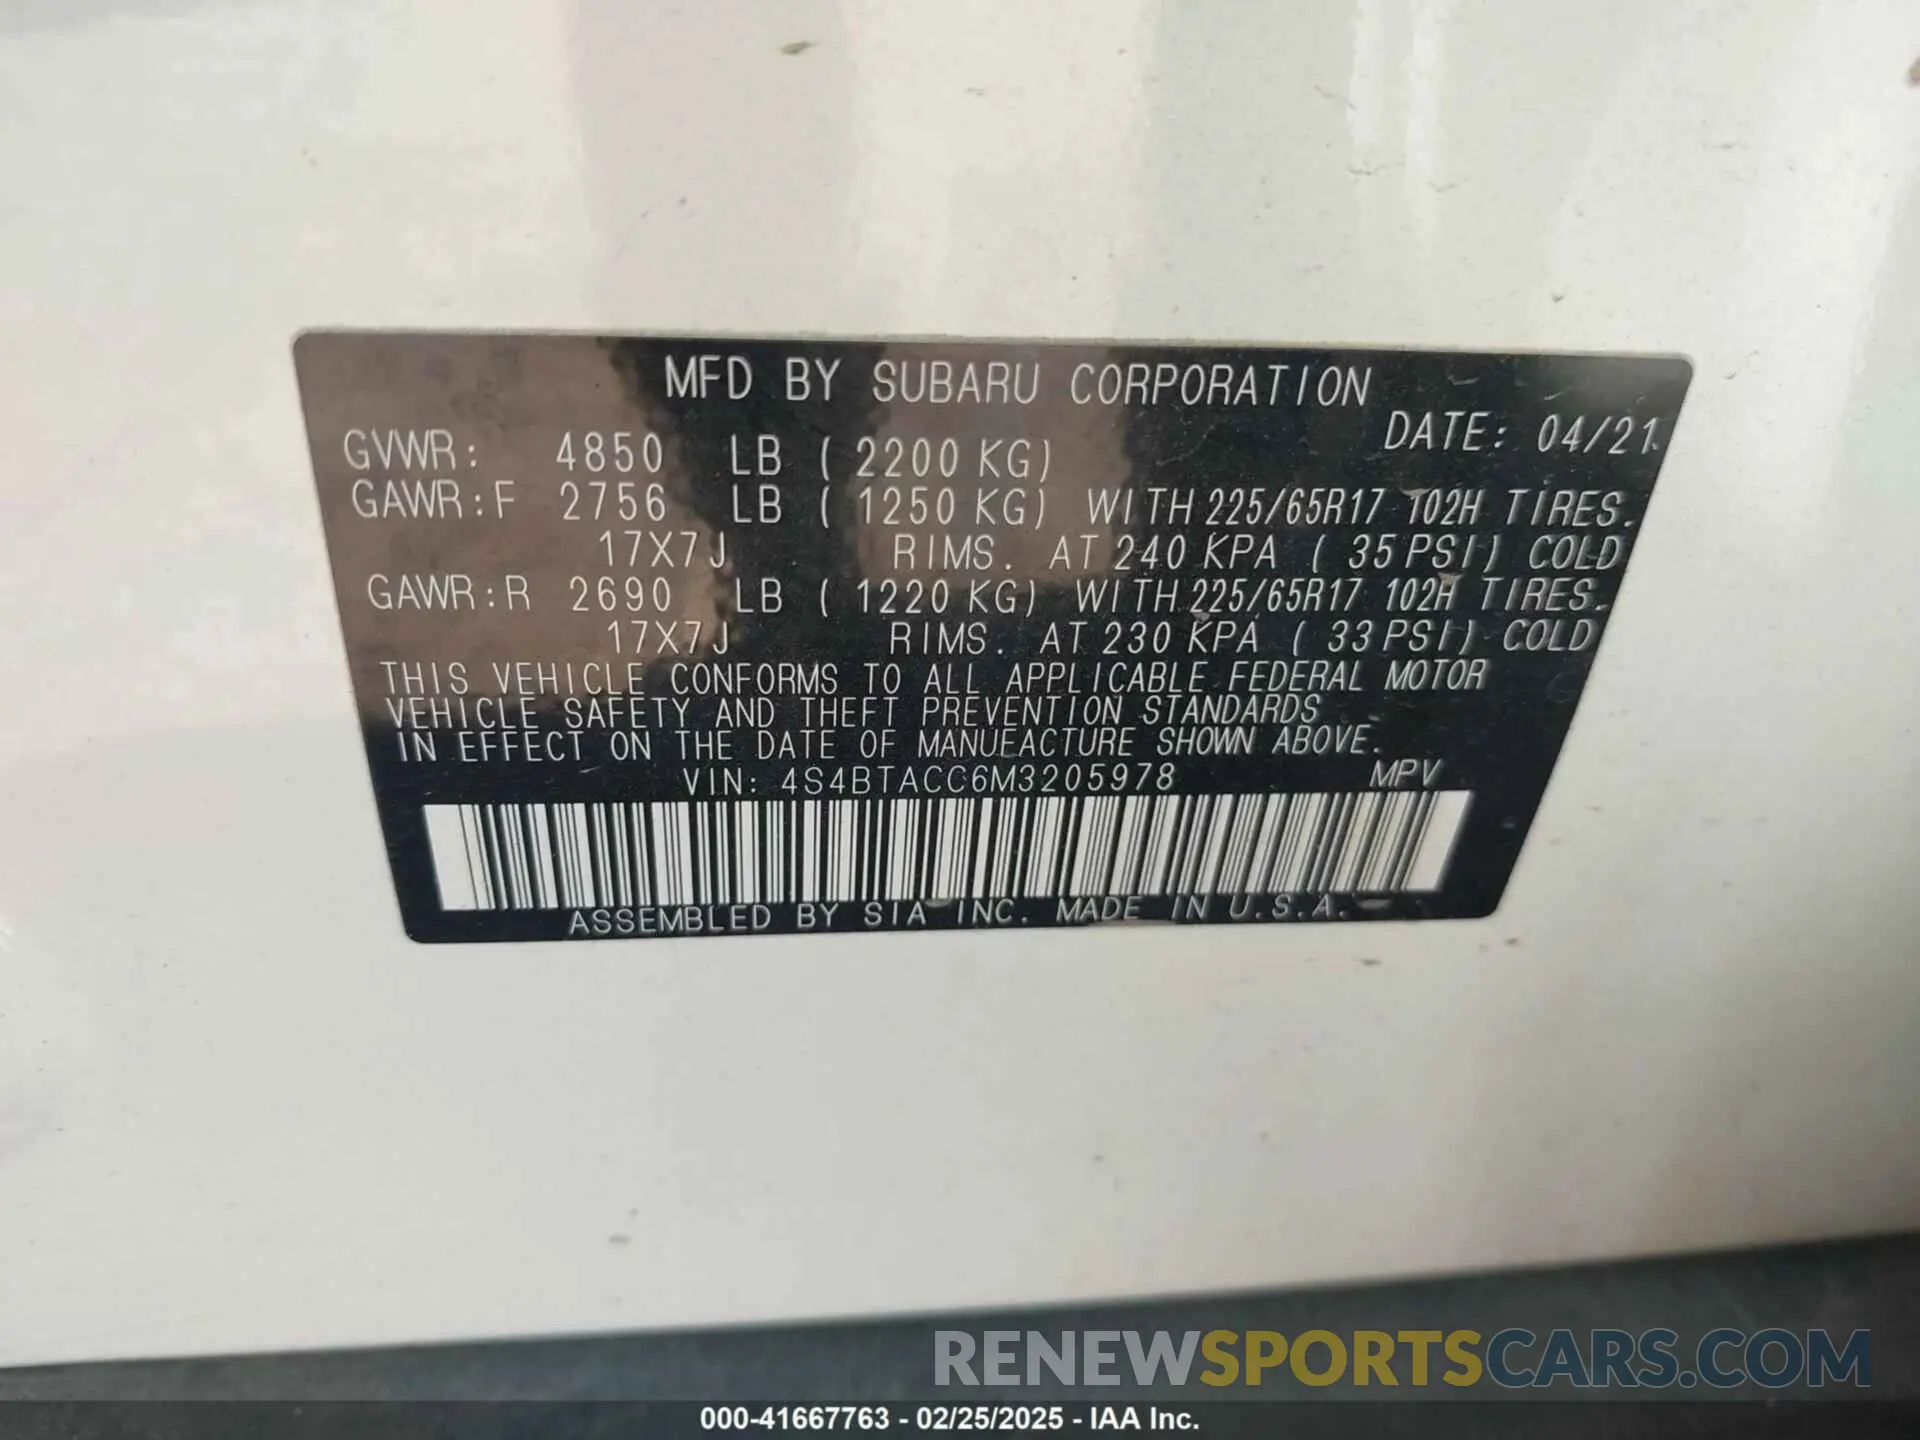 MFD BY SUBARU CORPORATION
DATE: 04/21
GVWR: 4850 LB ( 2200 KG)
GAWR:F 2756 LB ( 1250 KG) WITH 225/65R17 102H TIRES.
17X7J RIMS. AT 240 KPA ( 35 PSI) COLD
GAWR:R 2690 LB ( 1220 KG) WITH 225/65R17 102H TIRES.
17X7J RIMS. AT 230 KPA ( 33 PSI) COLD
THIS VEHICLE CONFORMS TO ALL APPLICABLE FEDERAL MOTOR
VEHICLE SAFETY AND THEFT PREVENTION STANDARDS
IN EFFECT ON THE DATE OF MANUFACTURE SHOWN ABOVE.
VIN: 4S4BTACC6M3205978 MPV
ASSEMBLED BY SIA INC. MADE IN U.S.A.
RENEWSPORTSCARS.COM
000-41667763 - 02/25/2025 - IAA Inc.